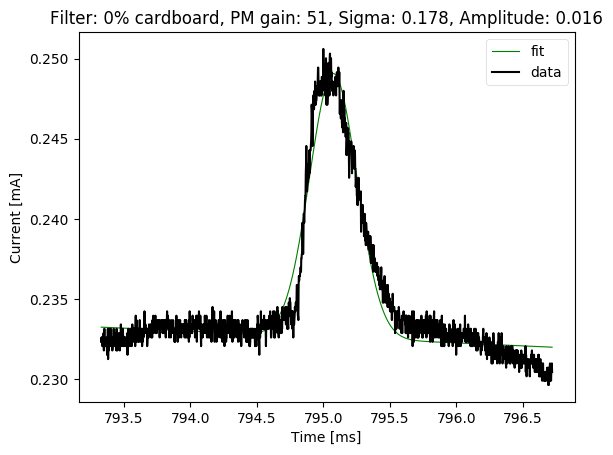 Filter: 0% cardboard, PM gain: 51, Sigma: 0.178, Amplitude: 0.016
fit
data
Current [mA]
0.250
0.245
0.240
0.235
0.230
793.5 794.0 794.5 795.0 795.5 796.0 796.5
Time [ms]